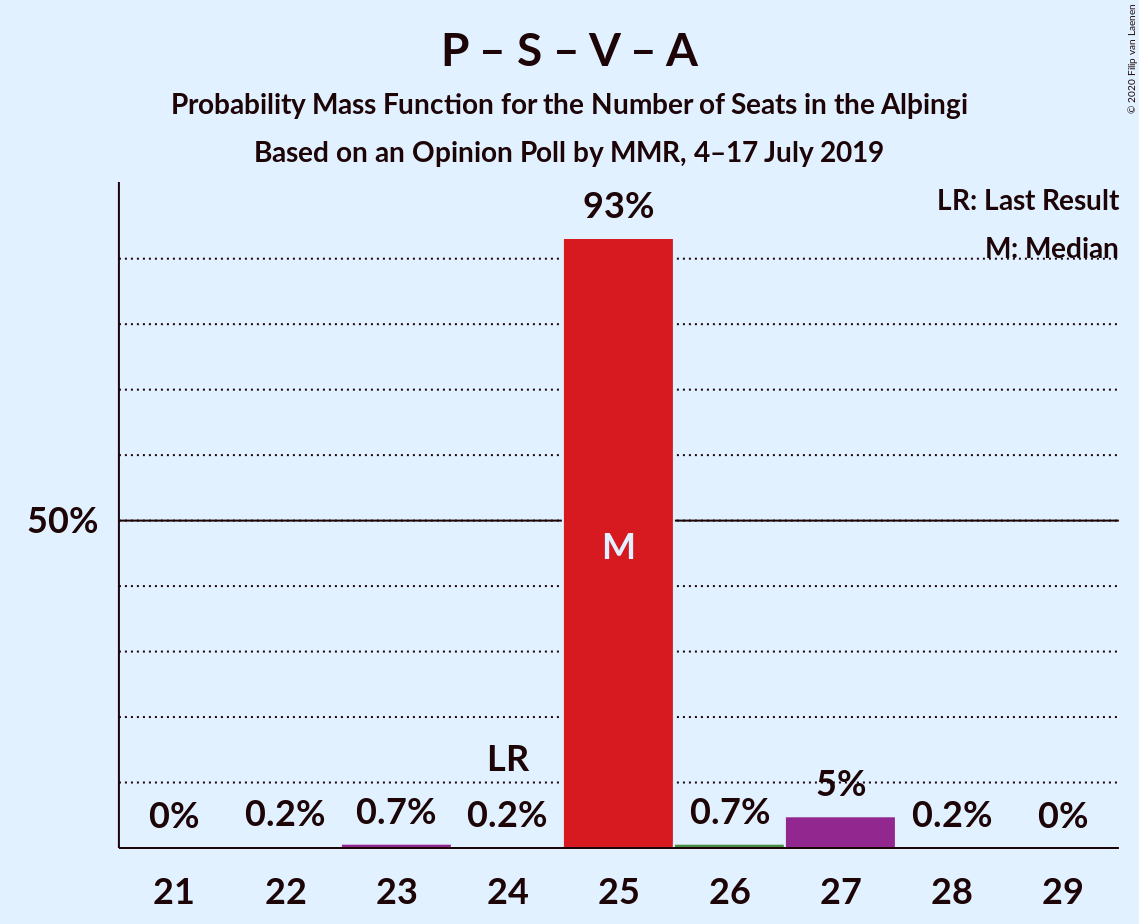 P – S – V – A
Probability Mass Function for the Number of Seats in the Alþingi
Based on an Opinion Poll by MMR, 4–17 July 2019
© 2020 Filip van Laenen
LR: Last Result
M: Median
93%
50%
M
LR
0%
0.2%
0.7%
0.2%
0.7%
5%
0.2%
0%
21
22
23
24
25
26
27
28
29